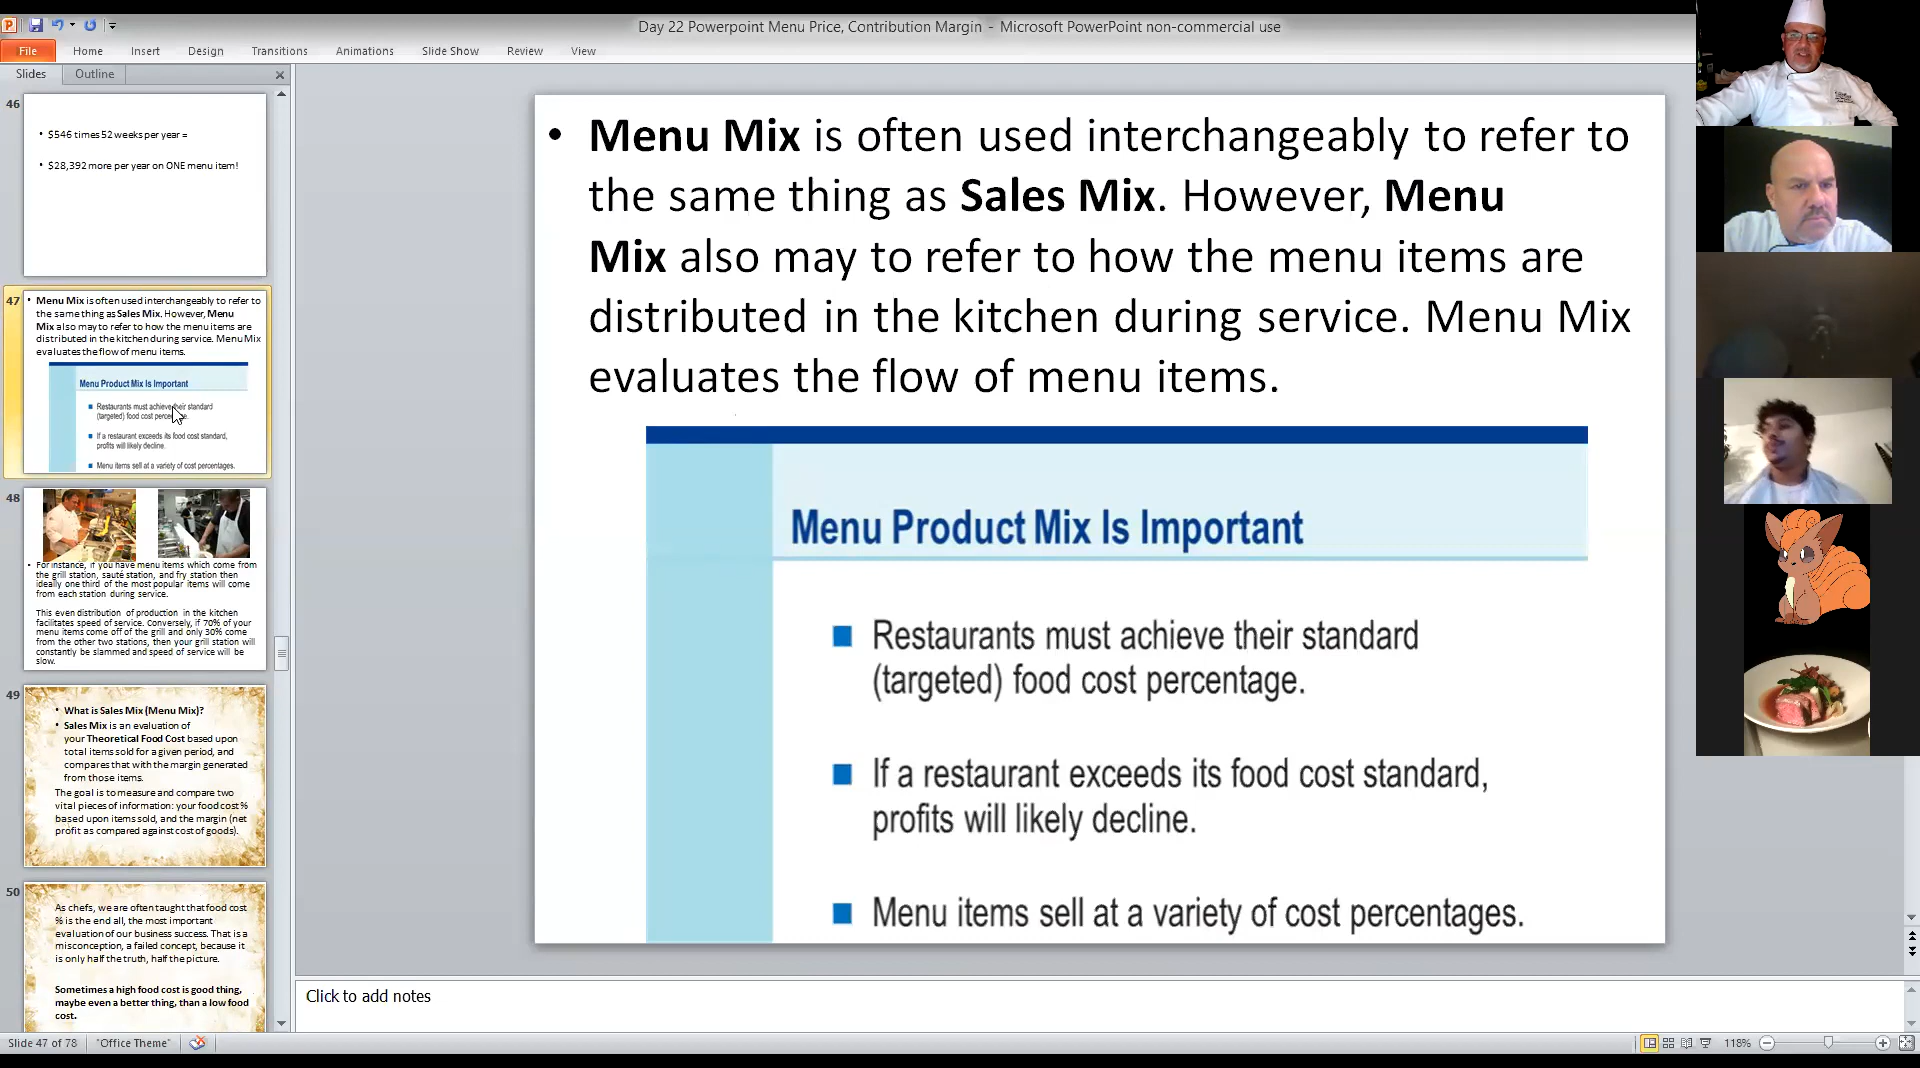 Day 22 Powerpoint Menu Price, Contribution Margin - Microsoft PowerPoint non-commercial use
File Home Insert Design Transitions Animations Slide Show Review View
Slides Outline
46
• $546 times 52 weeks per year =
• $28,392 more per year on ONE menu item!
47
• Menu Mix is often used interchangeably to refer to
the same thing as Sales Mix. However, Menu
Mix also may to refer to how the menu items are
distributed in the kitchen during service. Menu Mix
evaluates the flow of menu items.
Menu Product Mix Is Important
Restaurants must achieve their standard
(targeted) food cost percentage.
If a restaurant exceeds its food cost standard,
profits will likely decline.
Menu items sell at a variety of cost percentages.
48
• For instance, if you have menu items which come from
the grill station, sauté station, and fry station then
ideally one third of the most popular items will come
from each station during service.
This even distribution of production in the kitchen
facilitates speed of service. Conversely, if 70% of your
menu items come off of the grill and only 30% come
from the other two stations, then your grill station will
constantly be slammed and speed of service will be
slow.
49
• What is Sales Mix (Menu Mix)?
• Sales Mix is an evaluation of
your Theoretical Food Cost based upon
total items sold for a given period, and
compares that with the margin generated
from those items.
The goal is to measure and compare two
vital pieces of information: your food cost %
based upon items sold, and the margin (net
profit as compared against cost of goods).
50
As chefs, we are often taught that food cost
% is the end all, the most important
evaluation of our business success. That is a
misconception, a failed concept, because it
is only half the truth, half the picture.
Sometimes a high food cost is good thing,
maybe even a better thing, than a low food
cost.
• Menu Mix is often used interchangeably to refer to
the same thing as Sales Mix. However, Menu
Mix also may to refer to how the menu items are
distributed in the kitchen during service. Menu Mix
evaluates the flow of menu items.
Menu Product Mix Is Important
Restaurants must achieve their standard
(targeted) food cost percentage.
If a restaurant exceeds its food cost standard,
profits will likely decline.
Menu items sell at a variety of cost percentages.
Click to add notes
Slide 47 of 78 "Office Theme" 118%